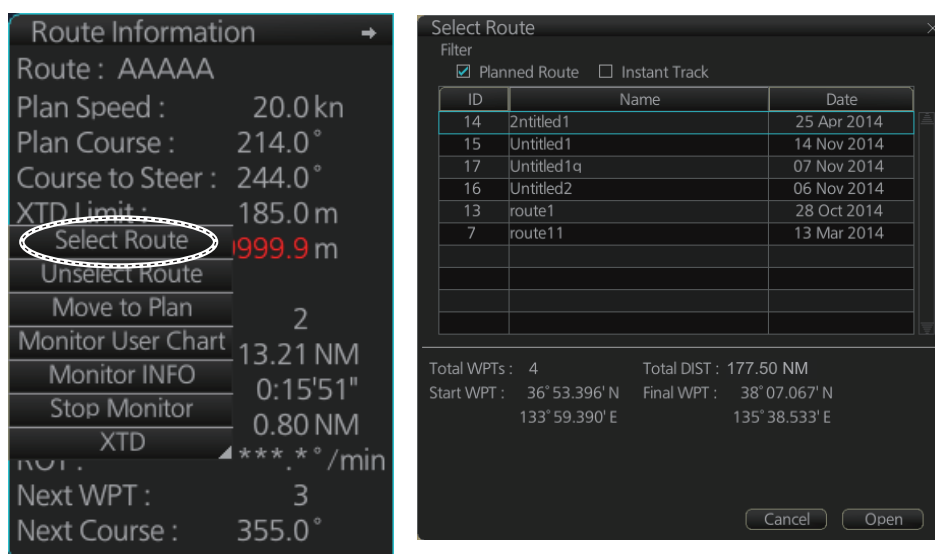 Route Information
Route : AAAAA
Plan Speed : 20.0 kn
Plan Course : 214.0°
Course to Steer : 244.0°
XTD Limit : 185.0 m
Select Route 9999.9 m
Unselect Route
Move to Plan 2
Monitor User Chart 13.21 NM
Monitor INFO 0:15'51"
Stop Monitor 0.80 NM
XTD
ROT : ***.*°/min
Next WPT : 3
Next Course : 355.0°
Select Route
Filter
Planned Route Instant Track
ID Name Date
14 2ntitled1 25 Apr 2014
15 Untitled1 14 Nov 2014
17 Untitled1q 07 Nov 2014
16 Untitled2 06 Nov 2014
13 route1 28 Oct 2014
7 route11 13 Mar 2014
Total WPTs : 4 Total DIST : 177.50 NM
Start WPT : 36°53.396' N Final WPT : 38°07.067' N
133°59.390' E 135°38.533' E
Cancel Open